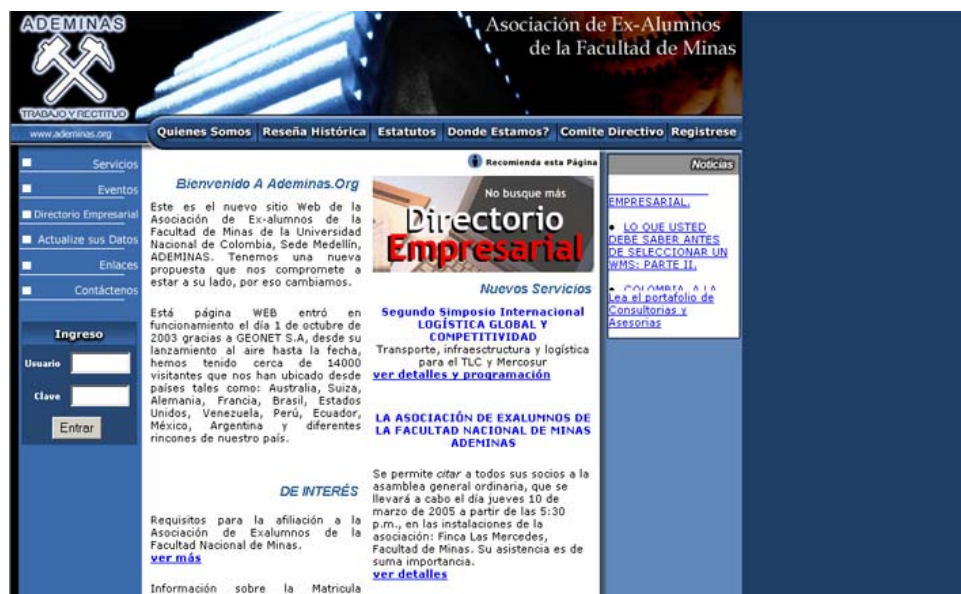 ADEMINAS
TRABAJO Y RECTITUD
www.ademinas.org
Asociación de Ex-Alumnos
de la Facultad de Minas
Quienes Somos Reseña Histórica Estatutos Donde Estamos? Comite Directivo Registrese
Servicios
Eventos
Directorio Empresarial
Actualize sus Datos
Enlaces
Contáctenos
Ingreso
Usuario
Clave
Entrar
Bienvenido A Ademinas.Org
Este es el nuevo sitio Web de la
Asociación de Ex-alumnos de la
Facultad de Minas de la Universidad
Nacional de Colombia, Sede Medellín,
ADEMINAS. Tenemos una nueva
propuesta que nos compromete a
estar a su lado, por eso cambiamos.
Está página WEB entró en
funcionamiento el día 1 de octubre de
2003 gracias a GEONET S.A, desde su
lanzamiento al aire hasta la fecha,
hemos tenido cerca de 14000
visitantes que nos han ubicado desde
países tales como: Australia, Suiza,
Alemania, Francia, Brasil, Estados
Unidos, Venezuela, Perú, Ecuador,
México, Argentina y diferentes
rincones de nuestro país.
DE INTERÉS
Requisitos para la afiliación a la
Asociación de Exalumnos de la
Facultad Nacional de Minas.
ver más
Información sobre la Matricula
Recomienda esta Página
No busque más
Directorio
Empresarial
Nuevos Servicios
Segundo Simposio Internacional
LOGÍSTICA GLOBAL Y
COMPETITIVIDAD
Transporte, infraesctructura y logística
para el TLC y Mercosur
ver detalles y programación
LA ASOCIACIÓN DE EXALUMNOS DE
LA FACULTAD NACIONAL DE MINAS
ADEMINAS
Se permite citar a todos sus socios a la
asamblea general ordinaria, que se
llevará a cabo el día jueves 10 de
marzo de 2005 a partir de las 5:30
p.m., en las instalaciones de la
asociación: Finca Las Mercedes,
Facultad de Minas. Su asistencia es de
suma importancia.
ver detalles
Noticias
EMPRESARIAL.
• LO QUE USTED
DEBE SABER ANTES
DE SELECCIONAR UN
WMS: PARTE II.
• COLOMBIA, A LA
Lea el portafolio de
Consultorias y
Asesorias